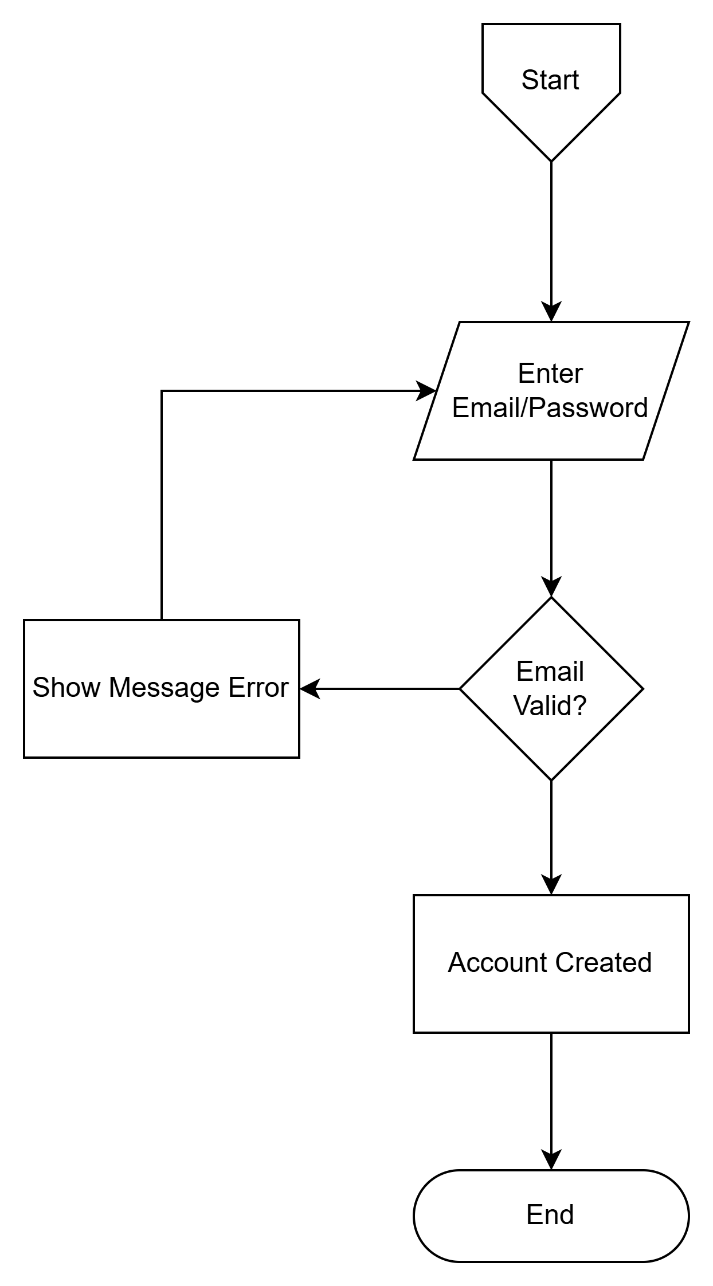 Start
Enter
Email/Password
Email
Valid?
Show Message Error
Account Created
End